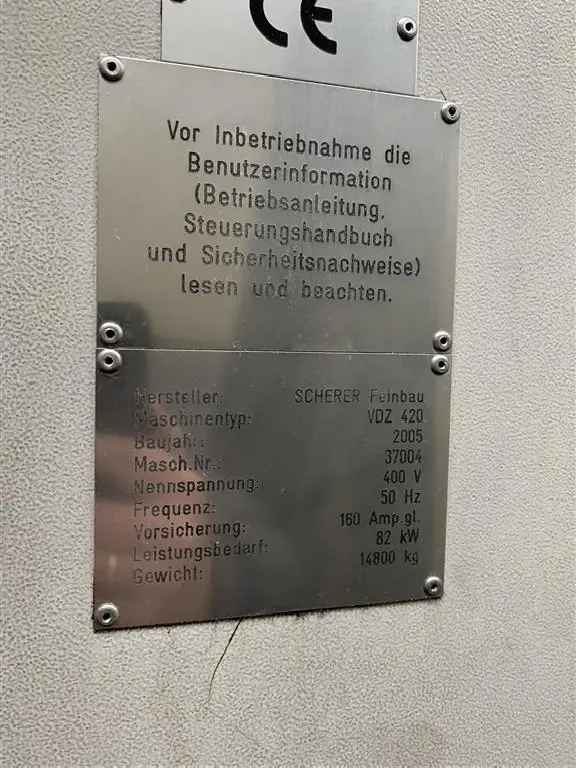 CE
Vor Inbetriebnahme die
Benutzerinformation
(Betriebsanleitung,
Steuerungshandbuch
und Sicherheitsnachweise)
lesen und beachten.
Hersteller: SCHERER Feinbau
Maschinentyp: VDZ 420
Baujahr: 2005
Masch.Nr.: 37004
Nennspannung: 400 V
Frequenz: 50 Hz
Vorsicherung: 160 Amp.gl.
Leistungsbedarf: 82 kW
Gewicht: 14800 kg